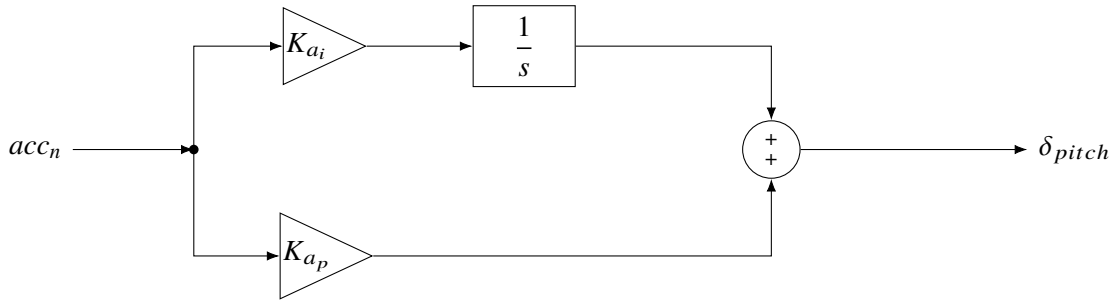 K_{a_i}
1
s
acc_n
+
+
δ_{pitch}
K_{a_p}